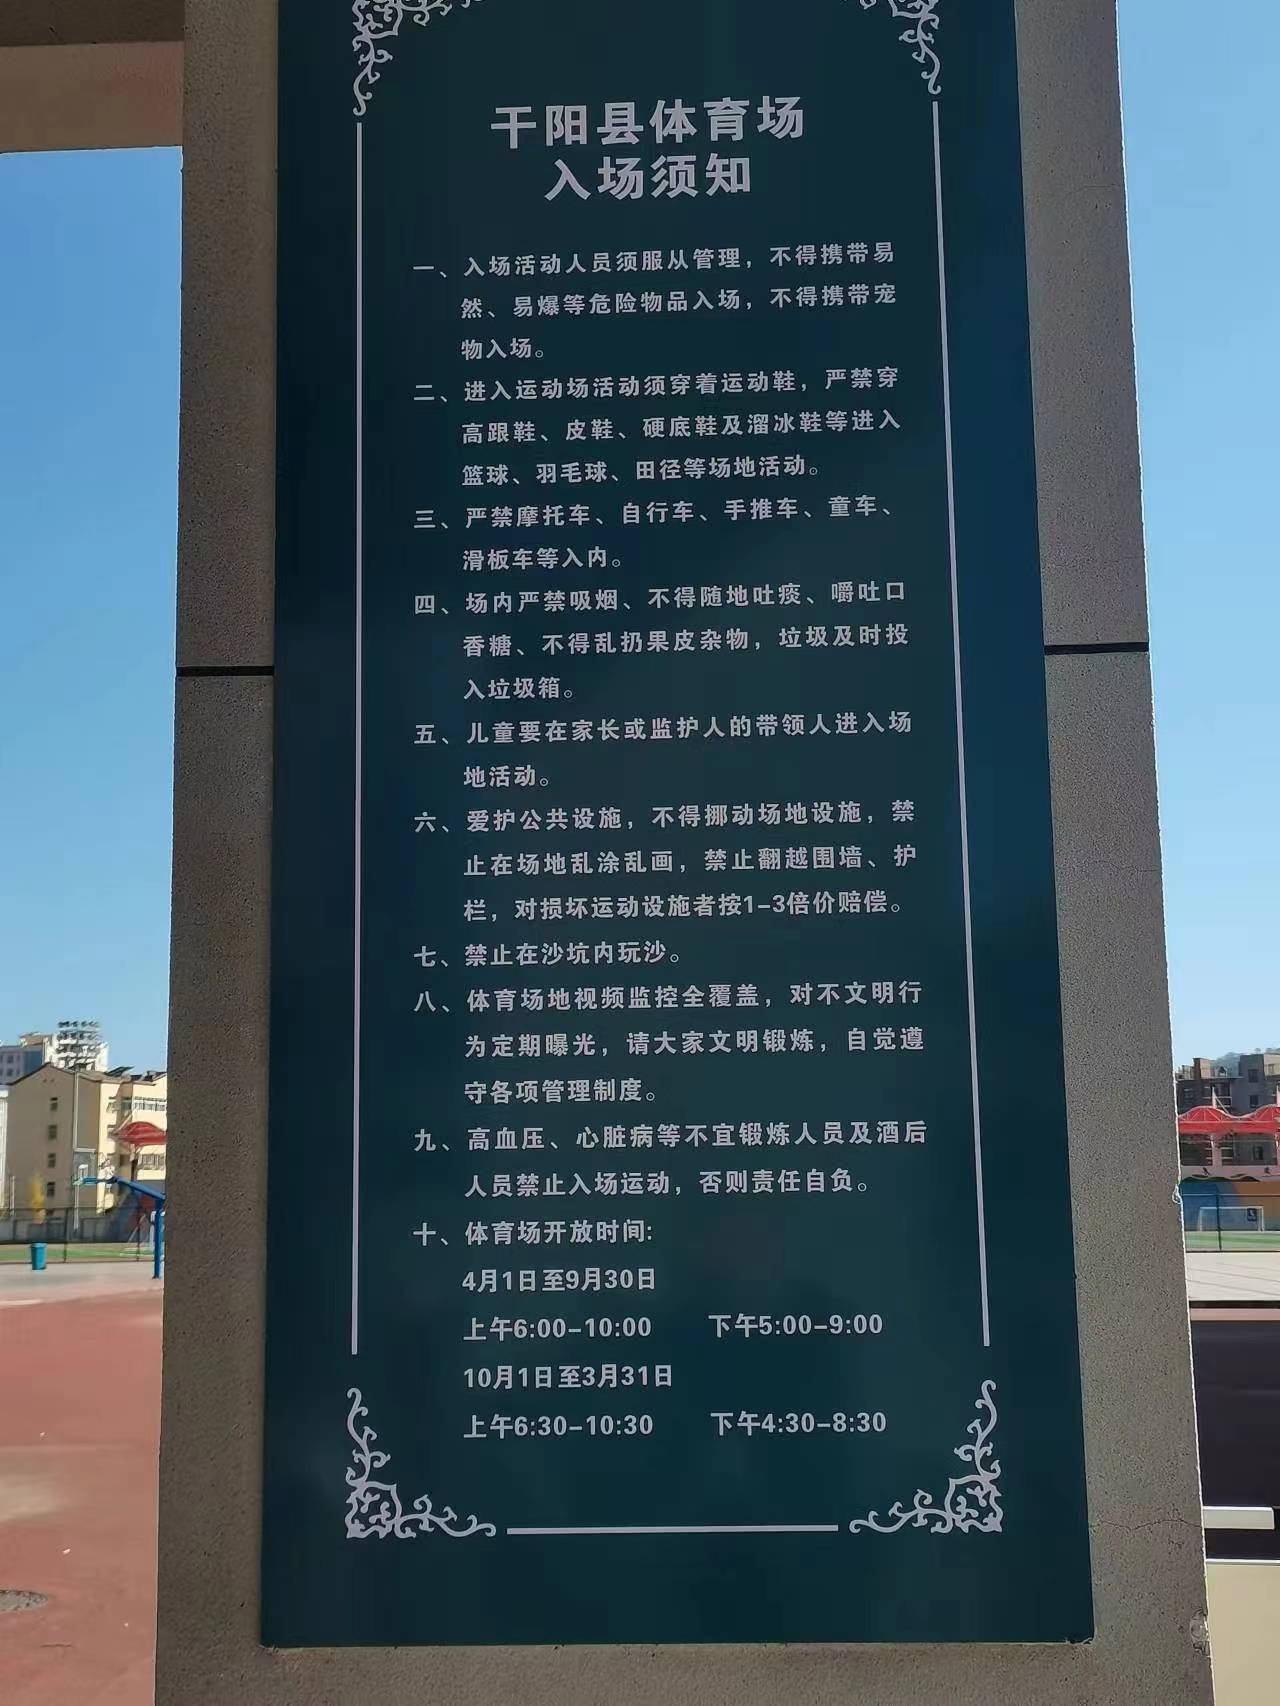 千阳县体育场
入场须知
一、入场活动人员须服从管理，不得携带易
然、易爆等危险物品入场，不得携带宠
物入场。
二、进入运动场活动须穿着运动鞋，严禁穿
高跟鞋、皮鞋、硬底鞋及溜冰鞋等进入
篮球、羽毛球、田径等场地活动。
三、严禁摩托车、自行车、手推车、童车、
滑板车等入内。
四、场内严禁吸烟、不得随地吐痰、嚼吐口
香糖、不得乱扔果皮杂物，垃圾及时投
入垃圾箱。
五、儿童要在家长或监护人的带领人进入场
地活动。
六、爱护公共设施，不得挪动场地设施，禁
止在场地乱涂乱画，禁止翻越围墙、护
栏，对损坏运动设施者按1-3倍价赔偿。
七、禁止在沙坑内玩沙。
八、体育场地视频监控全覆盖，对不文明行
为定期曝光，请大家文明锻炼，自觉遵
守各项管理制度。
九、高血压、心脏病等不宜锻炼人员及酒后
人员禁止入场运动，否则责任自负。
十、体育场开放时间:
4月1日至9月30日
上午6:00-10:00 下午5:00-9:00
10月1日至3月31日
上午6:30-10:30 下午4:30-8:30